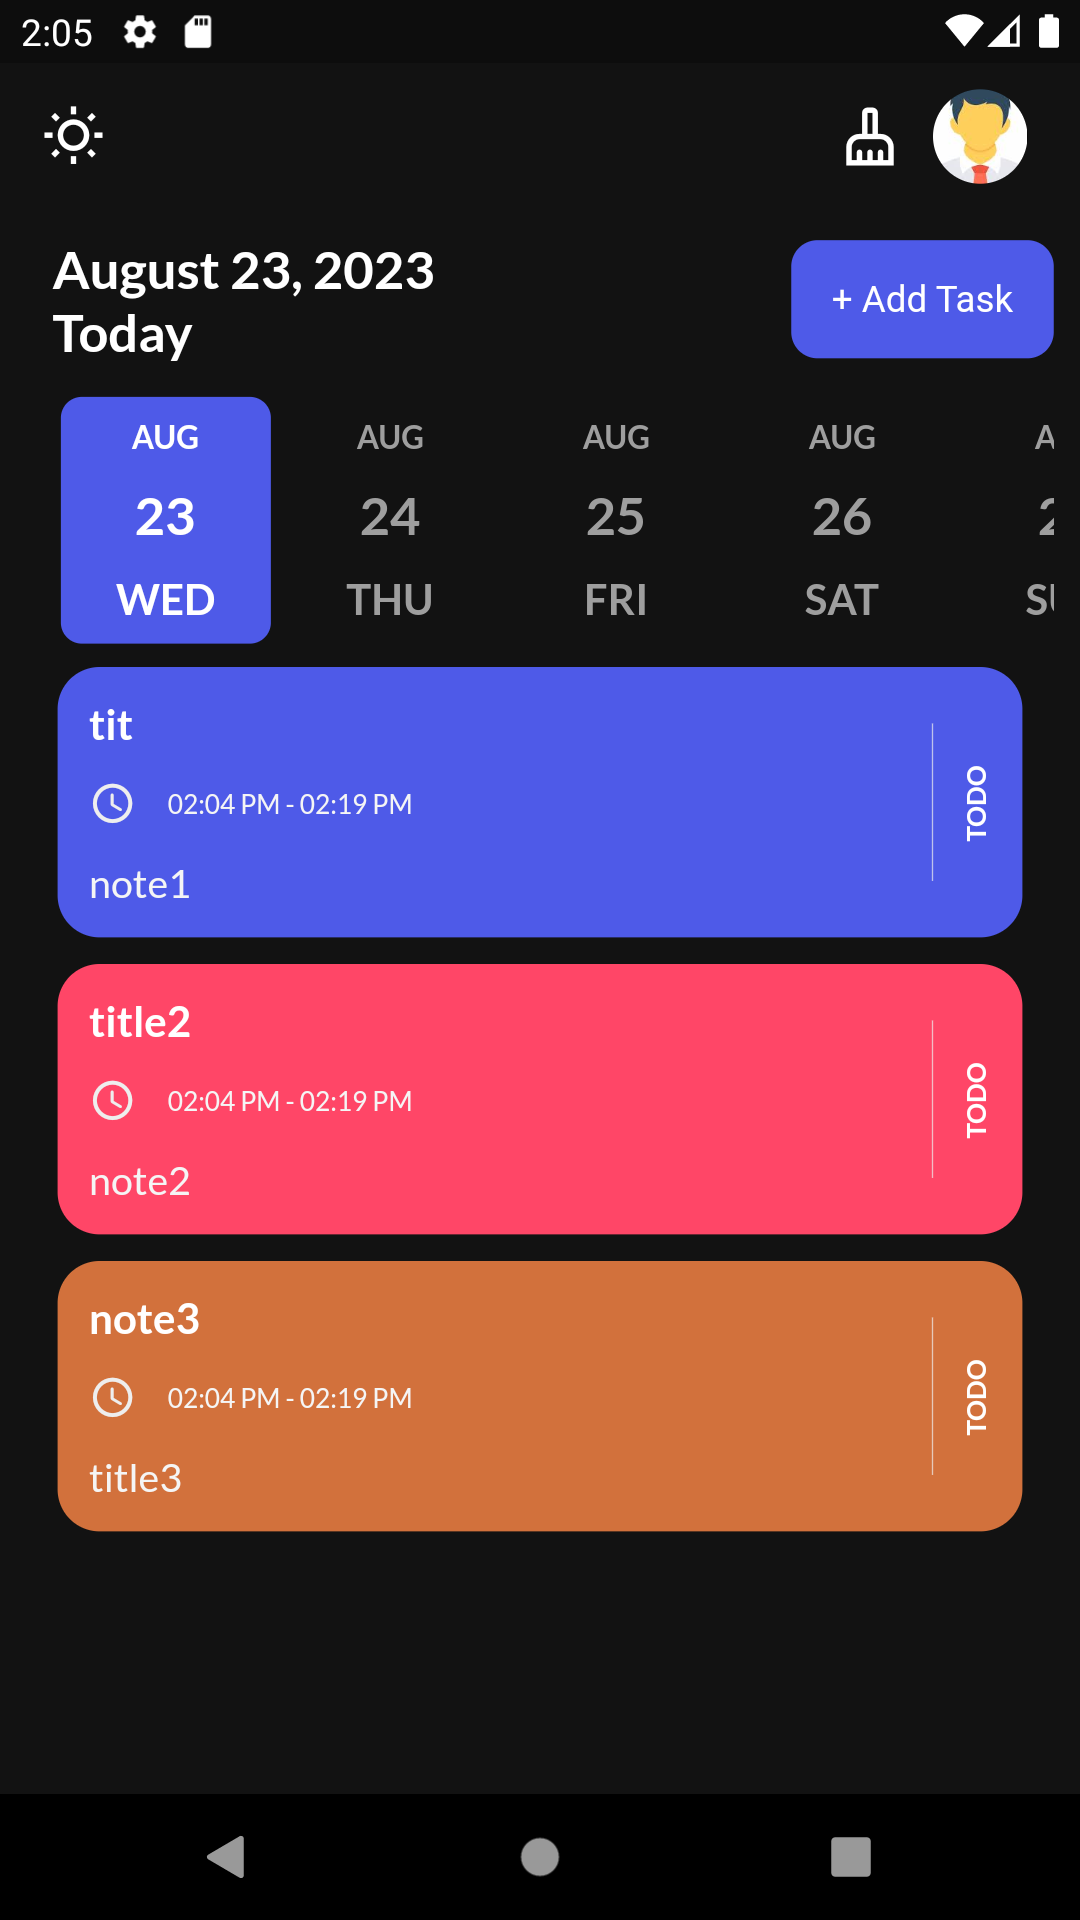 2:05
August 23, 2023
Today
+ Add Task
AUG AUG AUG AUG A
23 24 25 26
WED THU FRI SAT SU
tit
02:04 PM - 02:19 PM
note1
TODO
title2
02:04 PM - 02:19 PM
note2
TODO
note3
02:04 PM - 02:19 PM
title3
TODO